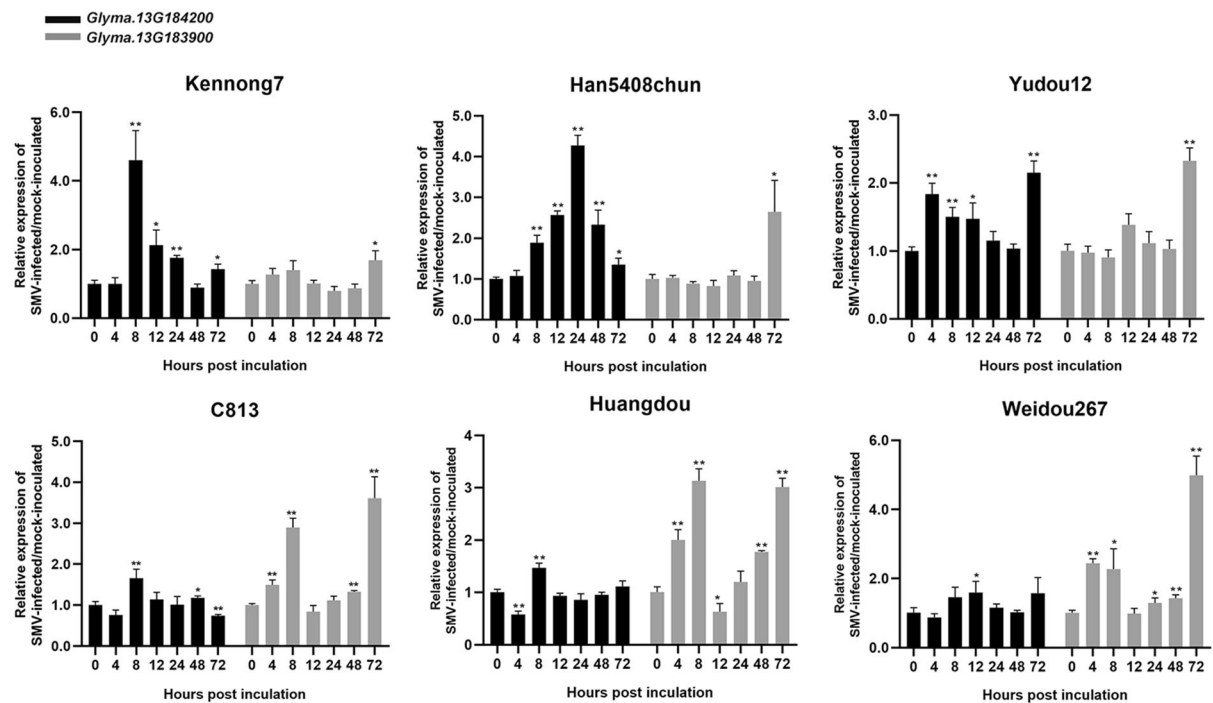 Glyma.13G184200
Glyma.13G183900
Kennong7
Relative expression of
SMV-infected/mock-inoculated
6.0
4.0
2.0
0.0
** * ** * *
0 4 8 12 24 48 72 0 4 8 12 24 48 72
Hours post inculation
Han5408chun
Relative expression of
SMV-infected/mock-inoculated
5.0
4.0
3.0
2.0
1.0
0.0
** ** ** ** * *
0 4 8 12 24 48 72 0 4 8 12 24 48 72
Hours post inculation
Yudou12
Relative expression of
SMV-infected/mock-inoculated
3.0
2.0
1.0
0.0
** ** * ** **
0 4 8 12 24 48 72 0 4 8 12 24 48 72
Hours post inculation
C813
Relative expression of
SMV-infected/mock-inoculated
5.0
4.0
3.0
2.0
1.0
0.0
** * ** ** ** ** **
0 4 8 12 24 48 72 0 4 8 12 24 48 72
Hours post inculation
Huangdou
Relative expression of
SMV-infected/mock-inoculated
4
3
2
1
0
** ** ** ** * ** **
0 4 8 12 24 48 72 0 4 8 12 24 48 72
Hours post inculation
Weidou267
Relative expression of
SMV-infected/mock-inoculated
6.0
4.0
2.0
0.0
* ** * * ** **
0 4 8 12 24 48 72 0 4 8 12 24 48 72
Hours post inculation